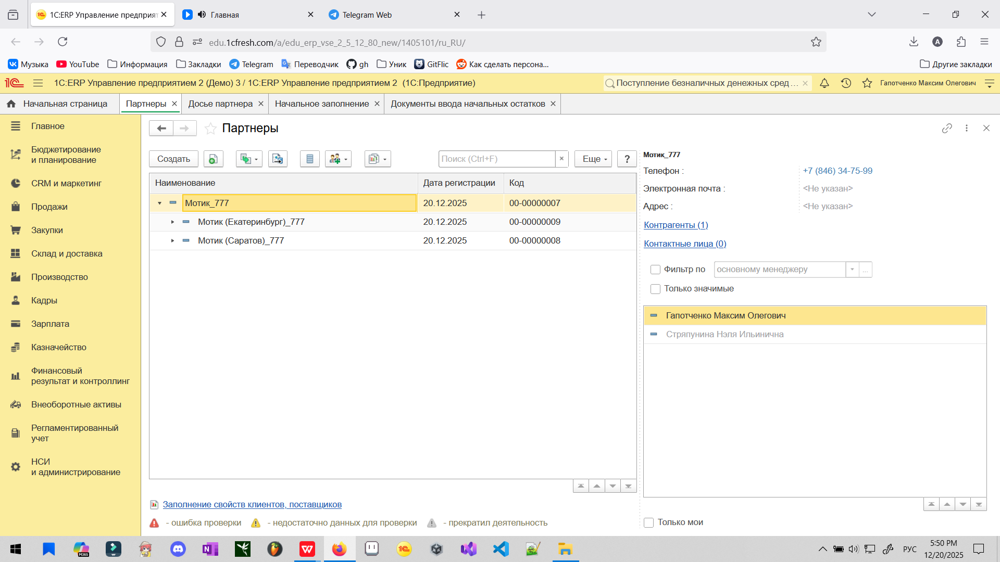 1С:ERP Управление предприят
Главная
Telegram Web
edu.1cfresh.com/a/edu_erp_vse_2_5_12_80_new/1405101/ru_RU/
A
Музыка
YouTube
Информация
Закладки
Telegram
Переводчик
gh
Уник
GitFlic
Как сделать персона...
Другие закладки
1С:ERP Управление предприятием 2 (Демо) 3 / 1С:ERP Управление предприятием 2 (1С:Предприятие)
Поступление безналичных денежных сред ...
Гапотченко Максим Олегович
Начальная страница
Партнеры
Досье партнера
Начальное заполнение
Документы ввода начальных остатков
Главное
Бюджетирование
и планирование
CRM и маркетинг
Продажи
Закупки
Склад и доставка
Производство
Кадры
Зарплата
Казначейство
Финансовый
результат и контроллинг
Внеоборотные активы
Регламентированный
учет
НСИ
и администрирование
Партнеры
Создать
Поиск (Ctrl+F)
Еще
?
Наименование
Дата регистрации
Код
Мотик_777
20.12.2025
00-00000007
Мотик (Екатеринбург)_777
20.12.2025
00-00000009
Мотик (Саратов)_777
20.12.2025
00-00000008
Заполнение свойств клиентов, поставщиков
- ошибка проверки
- недостаточно данных для проверки
- прекратил деятельность
Мотик_777
Телефон :
+7 (846) 34-75-99
Электронная почта :
<Не указан>
Адрес :
<Не указан>
Контрагенты (1)
Контактные лица (0)
Фильтр по
основному менеджеру
...
Только значимые
Гапотченко Максим Олегович
Стряпунина Нэля Ильинична
Только мои
M365
РУС
5:50 PM
12/20/2025